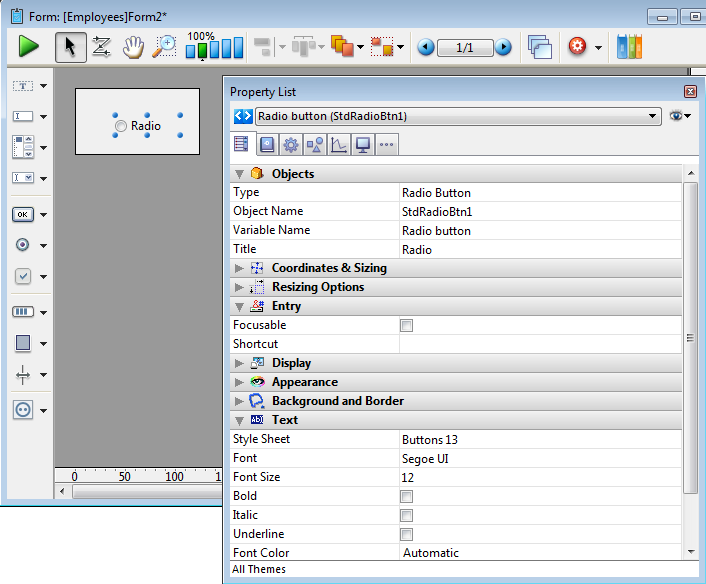 Form: [Employees]Form2*
100%
1/1
Property List
Radio
Radio button (StdRadioBtn1)
OK
Objects
Type Radio Button
Object Name StdRadioBtn1
Variable Name Radio button
Title Radio
Coordinates & Sizing
Resizing Options
Entry
Focusable
Shortcut
Display
Appearance
Background and Border
Text
Style Sheet Buttons 13
Font Segoe UI
Font Size 12
Bold
Italic
Underline
Font Color Automatic
All Themes
0 50 100 1